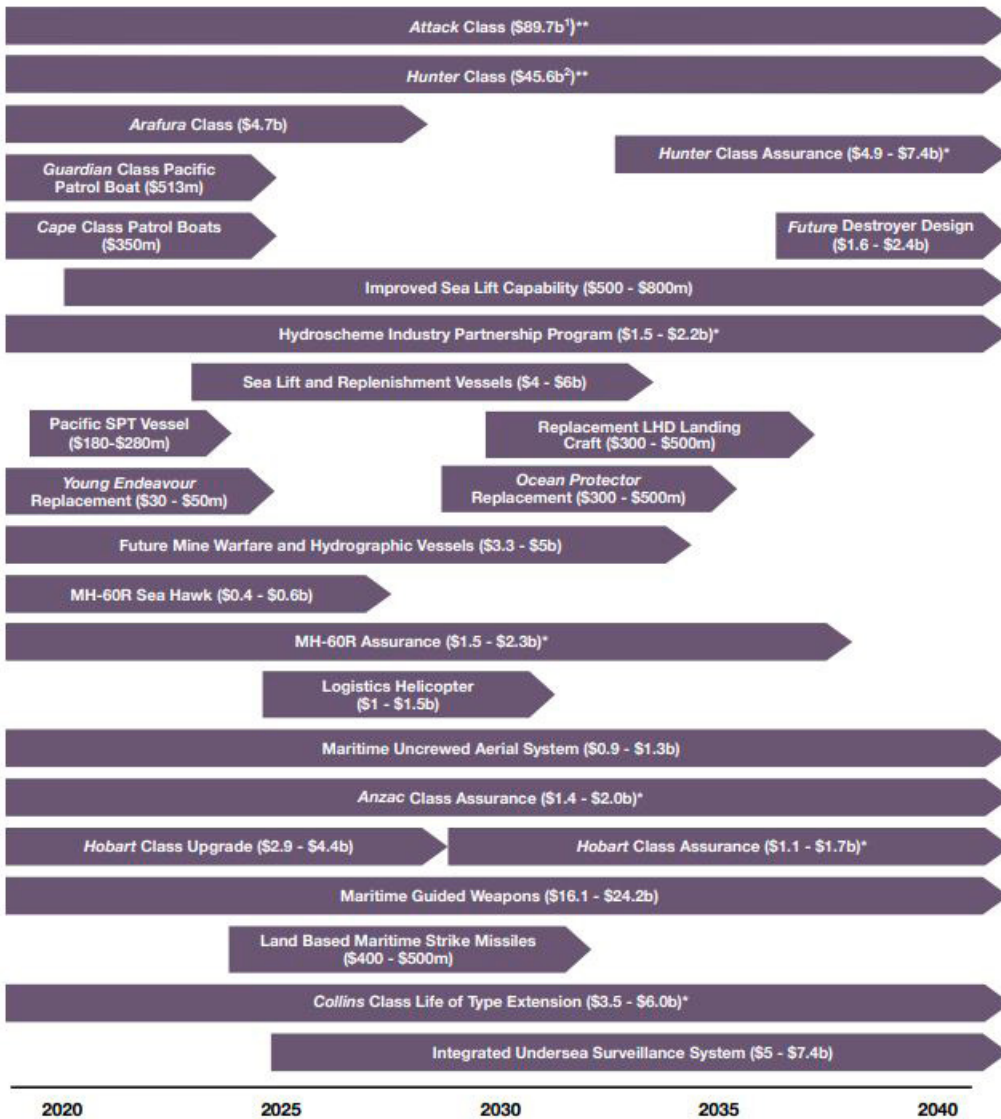 Attack Class ($89.7b¹)**
Hunter Class ($45.6b²)**
Arafura Class ($4.7b)
Hunter Class Assurance ($4.9 - $7.4b)*
Guardian Class Pacific
Patrol Boat ($513m)
Cape Class Patrol Boats
($350m)
Future Destroyer Design
($1.6 - $2.4b)
Improved Sea Lift Capability ($500 - $800m)
Hydroscheme Industry Partnership Program ($1.5 - $2.2b)*
Sea Lift and Replenishment Vessels ($4 - $6b)
Pacific SPT Vessel
($180-$280m)
Replacement LHD Landing
Craft ($300 - $500m)
Young Endeavour
Replacement ($30 - $50m)
Ocean Protector
Replacement ($300 - $500m)
Future Mine Warfare and Hydrographic Vessels ($3.3 - $5b)
MH-60R Sea Hawk ($0.4 - $0.6b)
MH-60R Assurance ($1.5 - $2.3b)*
Logistics Helicopter
($1 - $1.5b)
Maritime Uncrewed Aerial System ($0.9 - $1.3b)
Anzac Class Assurance ($1.4 - $2.0b)*
Hobart Class Upgrade ($2.9 - $4.4b)
Hobart Class Assurance ($1.1 - $1.7b)*
Maritime Guided Weapons ($16.1 - $24.2b)
Land Based Maritime Strike Missiles
($400 - $500m)
Collins Class Life of Type Extension ($3.5 - $6.0b)*
Integrated Undersea Surveillance System ($5 - $7.4b)
2020 2025 2030 2035 2040